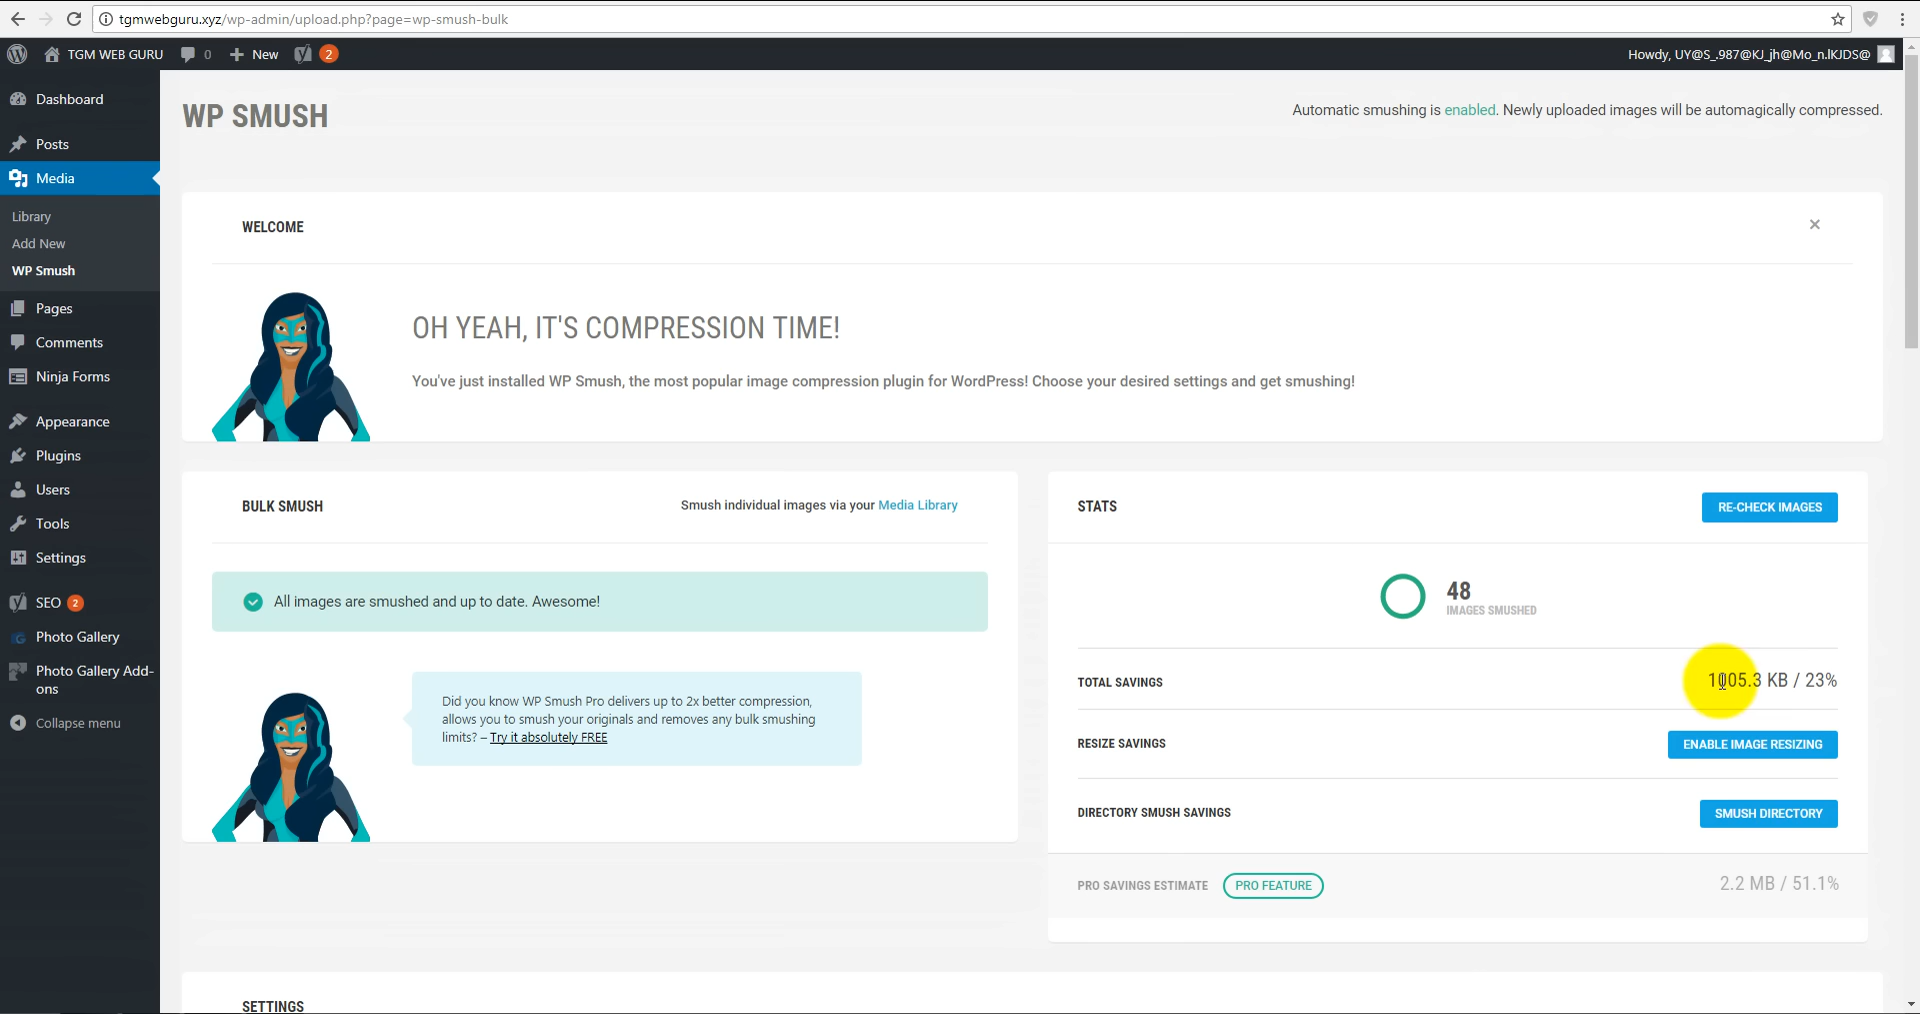 tgmwebguru.xyz/wp-admin/upload.php?page=wp-smush-bulk
TGM WEB GURU 0 New 2
Howdy, UY@S_.987@KJ_jh@Mo_n.lKJDS@
Dashboard
Posts
Media
Library
Add New
WP Smush
Pages
Comments
Ninja Forms
Appearance
Plugins
Users
Tools
Settings
SEO 2
Photo Gallery
Photo Gallery Add-
ons
Collapse menu
WP SMUSH
Automatic smushing is enabled. Newly uploaded images will be automagically compressed.
WELCOME
OH YEAH, IT'S COMPRESSION TIME!
You've just installed WP Smush, the most popular image compression plugin for WordPress! Choose your desired settings and get smushing!
BULK SMUSH
Smush individual images via your Media Library
All images are smushed and up to date. Awesome!
Did you know WP Smush Pro delivers up to 2x better compression,
allows you to smush your originals and removes any bulk smushing
limits? – Try it absolutely FREE
STATS
RE-CHECK IMAGES
48
IMAGES SMUSHED
TOTAL SAVINGS
1005.3 KB / 23%
RESIZE SAVINGS
ENABLE IMAGE RESIZING
DIRECTORY SMUSH SAVINGS
SMUSH DIRECTORY
PRO SAVINGS ESTIMATE PRO FEATURE
2.2 MB / 51.1%
SETTINGS